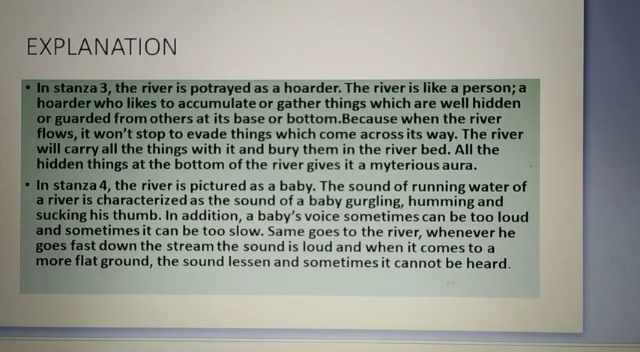 EXPLANATION
• In stanza 3, the river is potrayed as a hoarder. The river is like a person; a
hoarder who likes to accumulate or gather things which are well hidden
or guarded from others at its base or bottom.Because when the river
flows, it won't stop to evade things which come across its way. The river
will carry all the things with it and bury them in the river bed. All the
hidden things at the bottom of the river gives it a myterious aura.
• In stanza 4, the river is pictured as a baby. The sound of running water of
a river is characterized as the sound of a baby gurgling, humming and
sucking his thumb. In addition, a baby's voice sometimes can be too loud
and sometimes it can be too slow. Same goes to the river, whenever he
goes fast down the stream the sound is loud and when it comes to a
more flat ground, the sound lessen and sometimes it cannot be heard.